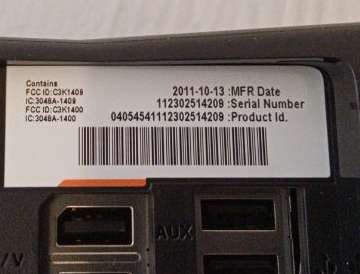 Contains
FCC ID:C3K1409
IC:3048A-1409
FCC ID:C3K1400
IC:3048A-1400
2011-10-13 :MFR Date
112302514209 :Serial Number
04054541112302514209 :Product Id.
/V
AUX